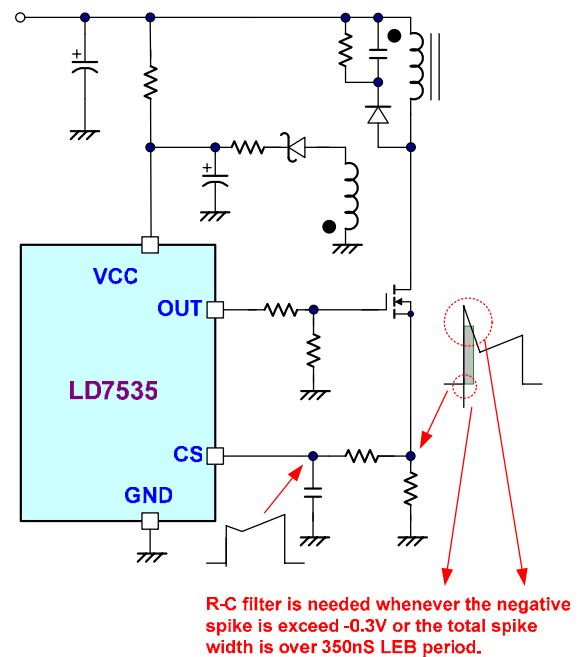 VCC
OUT
LD7535
CS
GND
R-C filter is needed whenever the negative
spike is exceed -0.3V or the total spike
width is over 350nS LEB period.